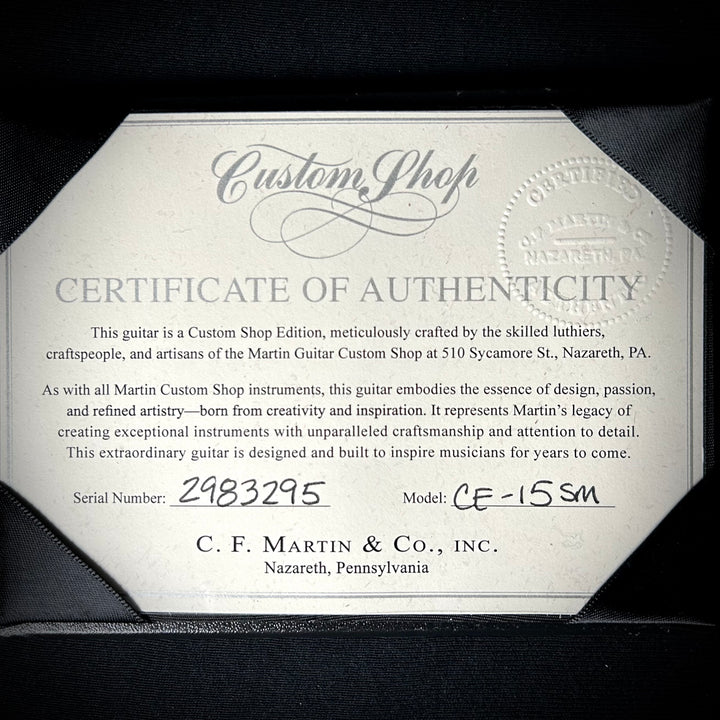 Custom Shop
CERTIFIED
C.F. MARTIN & C
NAZARETH, PA.
CERTIFICATE OF AUTHENTICITY
This guitar is a Custom Shop Edition, meticulously crafted by the skilled luthiers,
craftspeople, and artisans of the Martin Guitar Custom Shop at 510 Sycamore St., Nazareth, PA.
As with all Martin Custom Shop instruments, this guitar embodies the essence of design, passion,
and refined artistry—born from creativity and inspiration. It represents Martin's legacy of
creating exceptional instruments with unparalleled craftsmanship and attention to detail.
This extraordinary guitar is designed and built to inspire musicians for years to come.
Serial Number: 2983295 Model: CE-15SM
C. F. MARTIN & CO., INC.
Nazareth, Pennsylvania